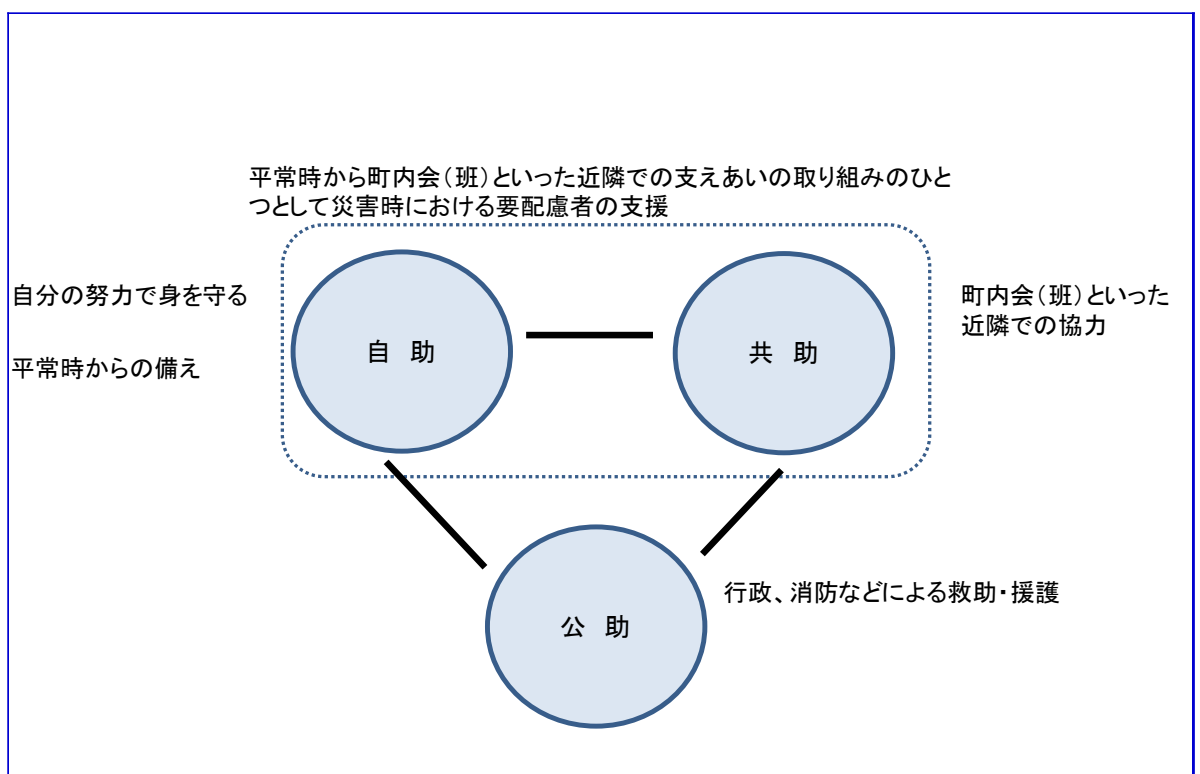 平常時から町内会（班）といった近隣での支えあいの取り組みのひと
つとして災害時における要配慮者の支援
自分の努力で身を守る
平常時からの備え
自 助
共 助
町内会（班）といった
近隣での協力
公 助
行政、消防などによる救助・援護